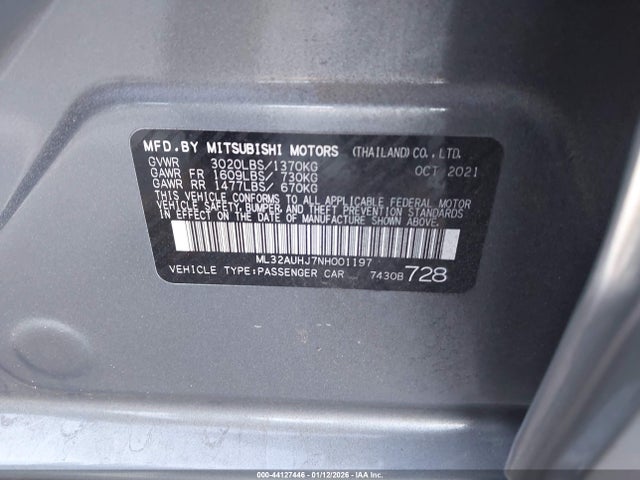 MFD.BY MITSUBISHI MOTORS (THAILAND)CO.,LTD.
GVWR 3020LBS/1370KG OCT 2021
GAWR FR 1609LBS/ 730KG
GAWR RR 1477LBS/ 670KG
THIS VEHICLE CONFORMS TO ALL APPLICABLE FEDERAL MOTOR
VEHICLE SAFETY,BUMPER,AND THEFT PREVENTION STANDARDS
IN EFFECT ON THE DATE OF MANUFACTURE SHOWN ABOVE.
ML32AUHJ7NH001197
VEHICLE TYPE:PASSENGER CAR 7430B 728
000-44127446 - 01/12/2026 - IAA Inc.